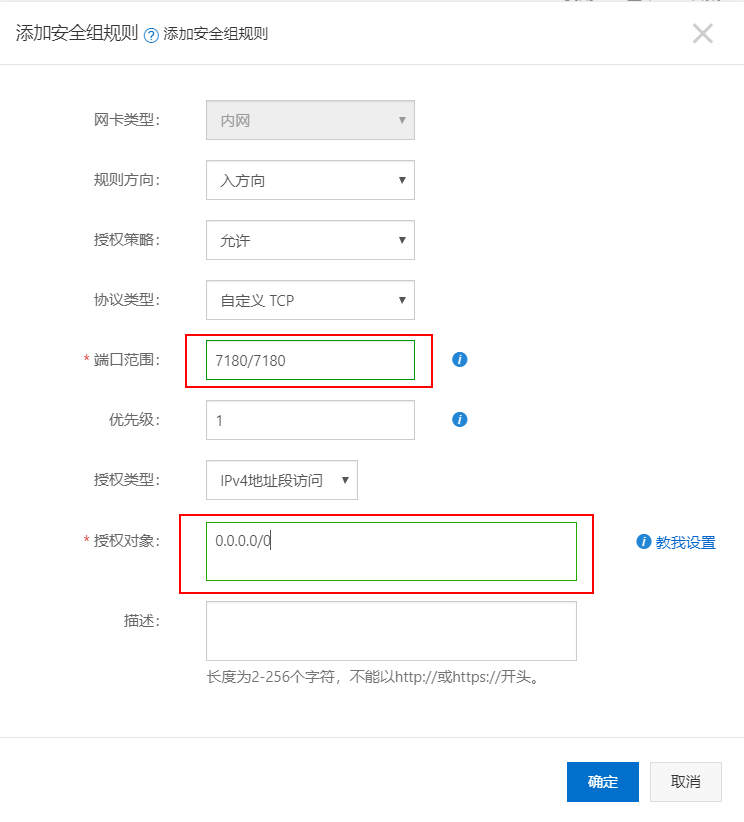 添加安全组规则 ? 添加安全组规则
网卡类型： 内网
规则方向： 入方向
授权策略： 允许
协议类型： 自定义 TCP
* 端口范围： 7180/7180
优先级： 1
授权类型： IPv4地址段访问
* 授权对象： 0.0.0.0/0 教我设置
描述：
长度为2-256个字符，不能以http://或https://开头。
确定 取消